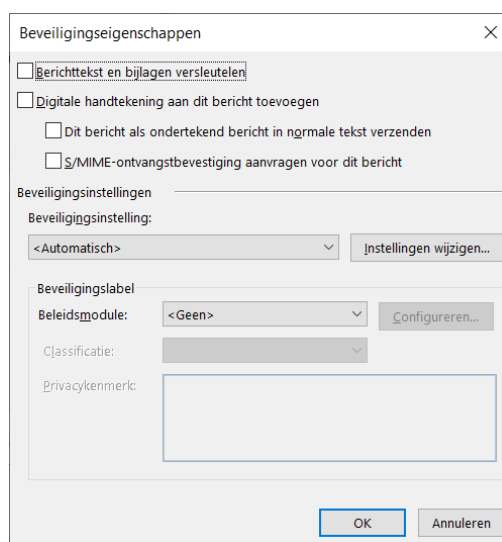 Beveiligingseigenschappen
Berichttekst en bijlagen versleutelen
Digitale handtekening aan dit bericht toevoegen
Dit bericht als ondertekend bericht in normale tekst verzenden
S/MIME-ontvangstbevestiging aanvragen voor dit bericht
Beveiligingsinstellingen
Beveiligingsinstelling:
<Automatisch> Instellingen wijzigen...
Beveiligingslabel
Beleidsmodule: <Geen> Configureren...
Classificatie:
Privacykenmerk:
OK Annuleren